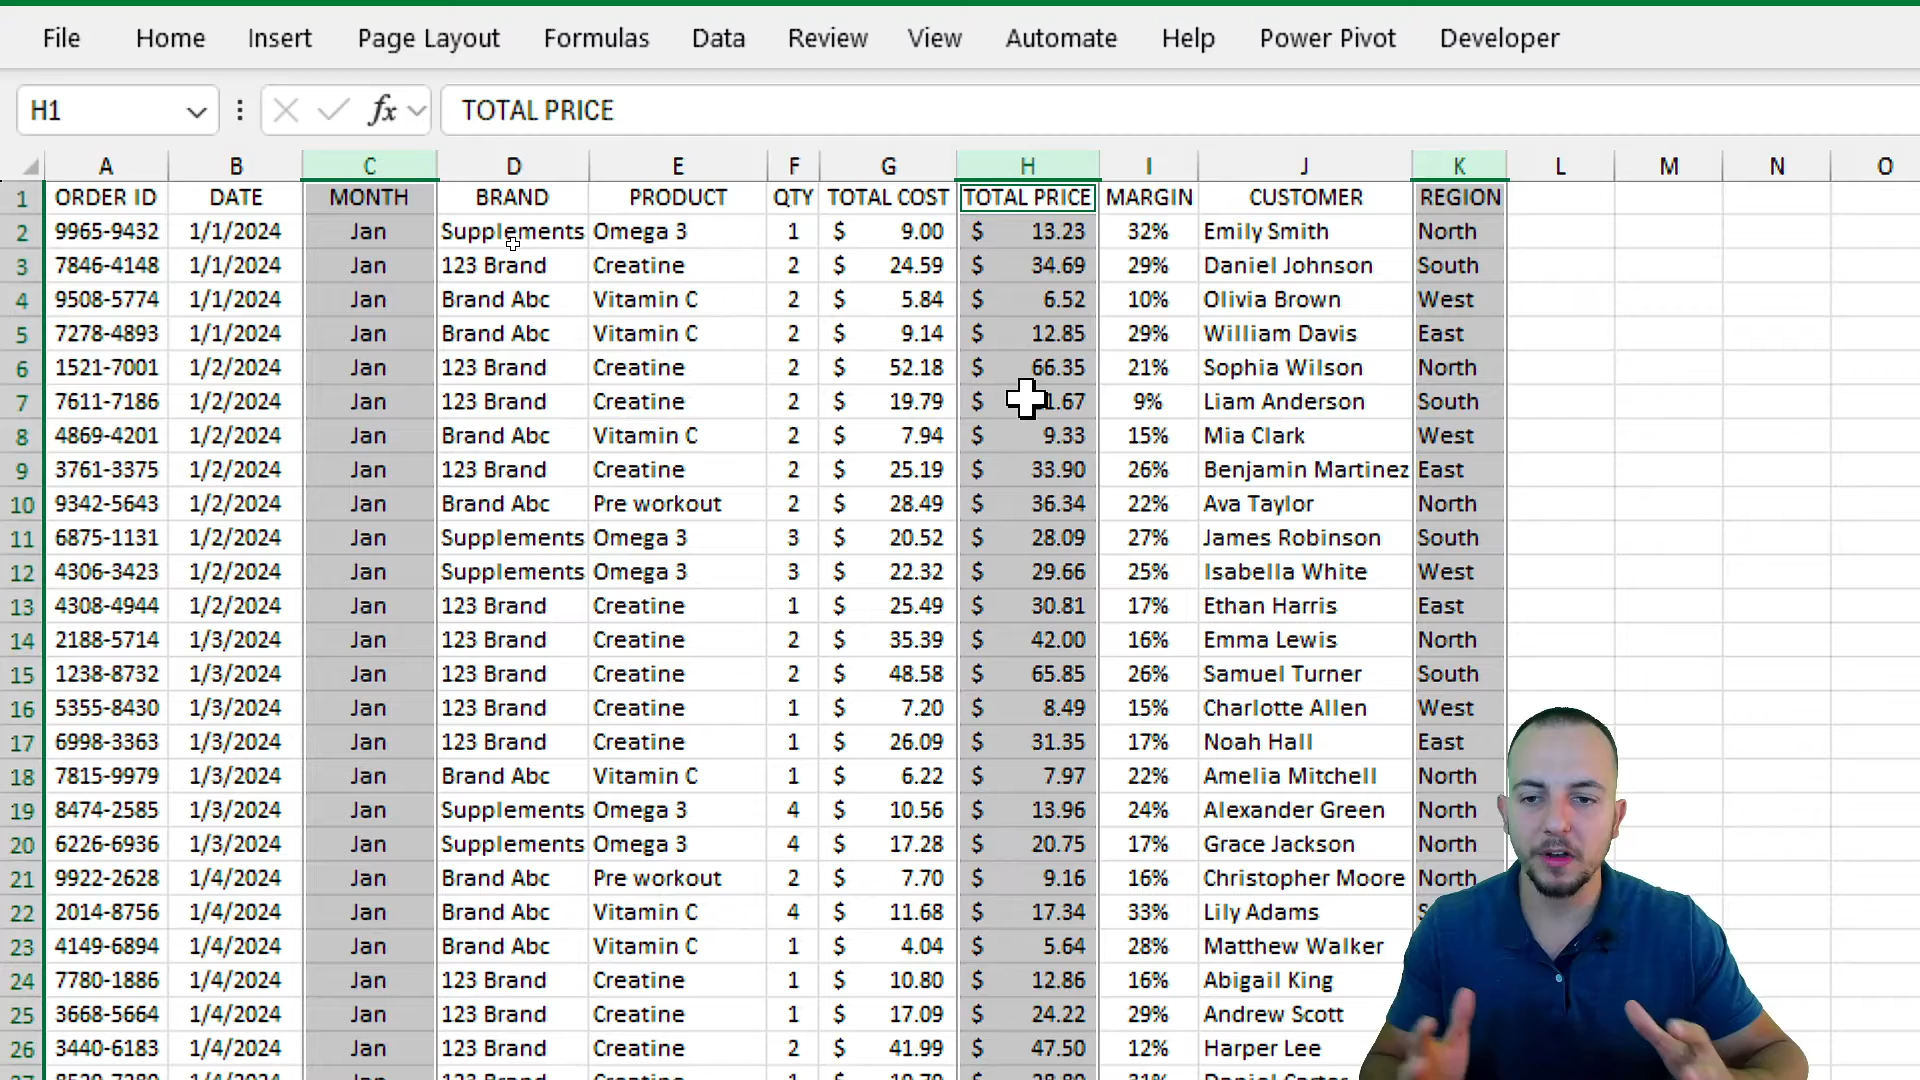 File Home Insert Page Layout Formulas Data Review View Automate Help Power Pivot Developer
H1 fx TOTAL PRICE
A B C D E F G H I J K L M N O
1 ORDER ID DATE MONTH BRAND PRODUCT QTY TOTAL COST TOTAL PRICE MARGIN CUSTOMER REGION
2 9965-9432 1/1/2024 Jan Supplements Omega 3 1 $ 9.00 $ 13.23 32% Emily Smith North
3 7846-4148 1/1/2024 Jan 123 Brand Creatine 2 $ 24.59 $ 34.69 29% Daniel Johnson South
4 9508-5774 1/1/2024 Jan Brand Abc Vitamin C 2 $ 5.84 $ 6.52 10% Olivia Brown West
5 7278-4893 1/1/2024 Jan Brand Abc Vitamin C 2 $ 9.14 $ 12.85 29% William Davis East
6 1521-7001 1/2/2024 Jan 123 Brand Creatine 2 $ 52.18 $ 66.35 21% Sophia Wilson North
7 7611-7186 1/2/2024 Jan 123 Brand Creatine 2 $ 19.79 $ 9% Liam Anderson South
8 4869-4201 1/2/2024 Jan Brand Abc Vitamin C 2 $ 7.94 $ 9.33 15% Mia Clark West
9 3761-3375 1/2/2024 Jan 123 Brand Creatine 2 $ 25.19 $ 33.90 26% Benjamin Martinez East
10 9342-5643 1/2/2024 Jan Brand Abc Pre workout 2 $ 28.49 $ 36.34 22% Ava Taylor North
11 6875-1131 1/2/2024 Jan Supplements Omega 3 3 $ 20.52 $ 28.09 27% James Robinson South
12 4306-3423 1/2/2024 Jan Supplements Omega 3 3 $ 22.32 $ 29.66 25% Isabella White West
13 4308-4944 1/2/2024 Jan 123 Brand Creatine 1 $ 25.49 $ 30.81 17% Ethan Harris East
14 2188-5714 1/3/2024 Jan 123 Brand Creatine 2 $ 35.39 $ 42.00 16% Emma Lewis North
15 1238-8732 1/3/2024 Jan 123 Brand Creatine 2 $ 48.58 $ 65.85 26% Samuel Turner South
16 5355-8430 1/3/2024 Jan 123 Brand Creatine 1 $ 7.20 $ 8.49 15% Charlotte Allen West
17 6998-3363 1/3/2024 Jan 123 Brand Creatine 1 $ 26.09 $ 31.35 17% Noah Hall East
18 7815-9979 1/3/2024 Jan Brand Abc Vitamin C 1 $ 6.22 $ 7.97 22% Amelia Mitchell North
19 8474-2585 1/3/2024 Jan Supplements Omega 3 4 $ 10.56 $ 13.96 24% Alexander Green North
20 6226-6936 1/3/2024 Jan Supplements Omega 3 4 $ 17.28 $ 20.75 17% Grace Jackson North
21 9922-2628 1/4/2024 Jan Brand Abc Pre workout 2 $ 7.70 $ 9.16 16% Christopher Moore North
22 2014-8756 1/4/2024 Jan Brand Abc Vitamin C 4 $ 11.68 $ 17.34 33% Lily Adams
23 4149-6894 1/4/2024 Jan Brand Abc Vitamin C 1 $ 4.04 $ 5.64 28% Matthew Walker
24 7780-1886 1/4/2024 Jan 123 Brand Creatine 1 $ 10.80 $ 12.86 16% Abigail King
25 3668-5664 1/4/2024 Jan 123 Brand Creatine 1 $ 17.09 $ 24.22 29% Andrew Scott
26 3440-6183 1/4/2024 Jan 123 Brand Creatine 2 $ 41.99 $ 47.50 12% Harper Lee